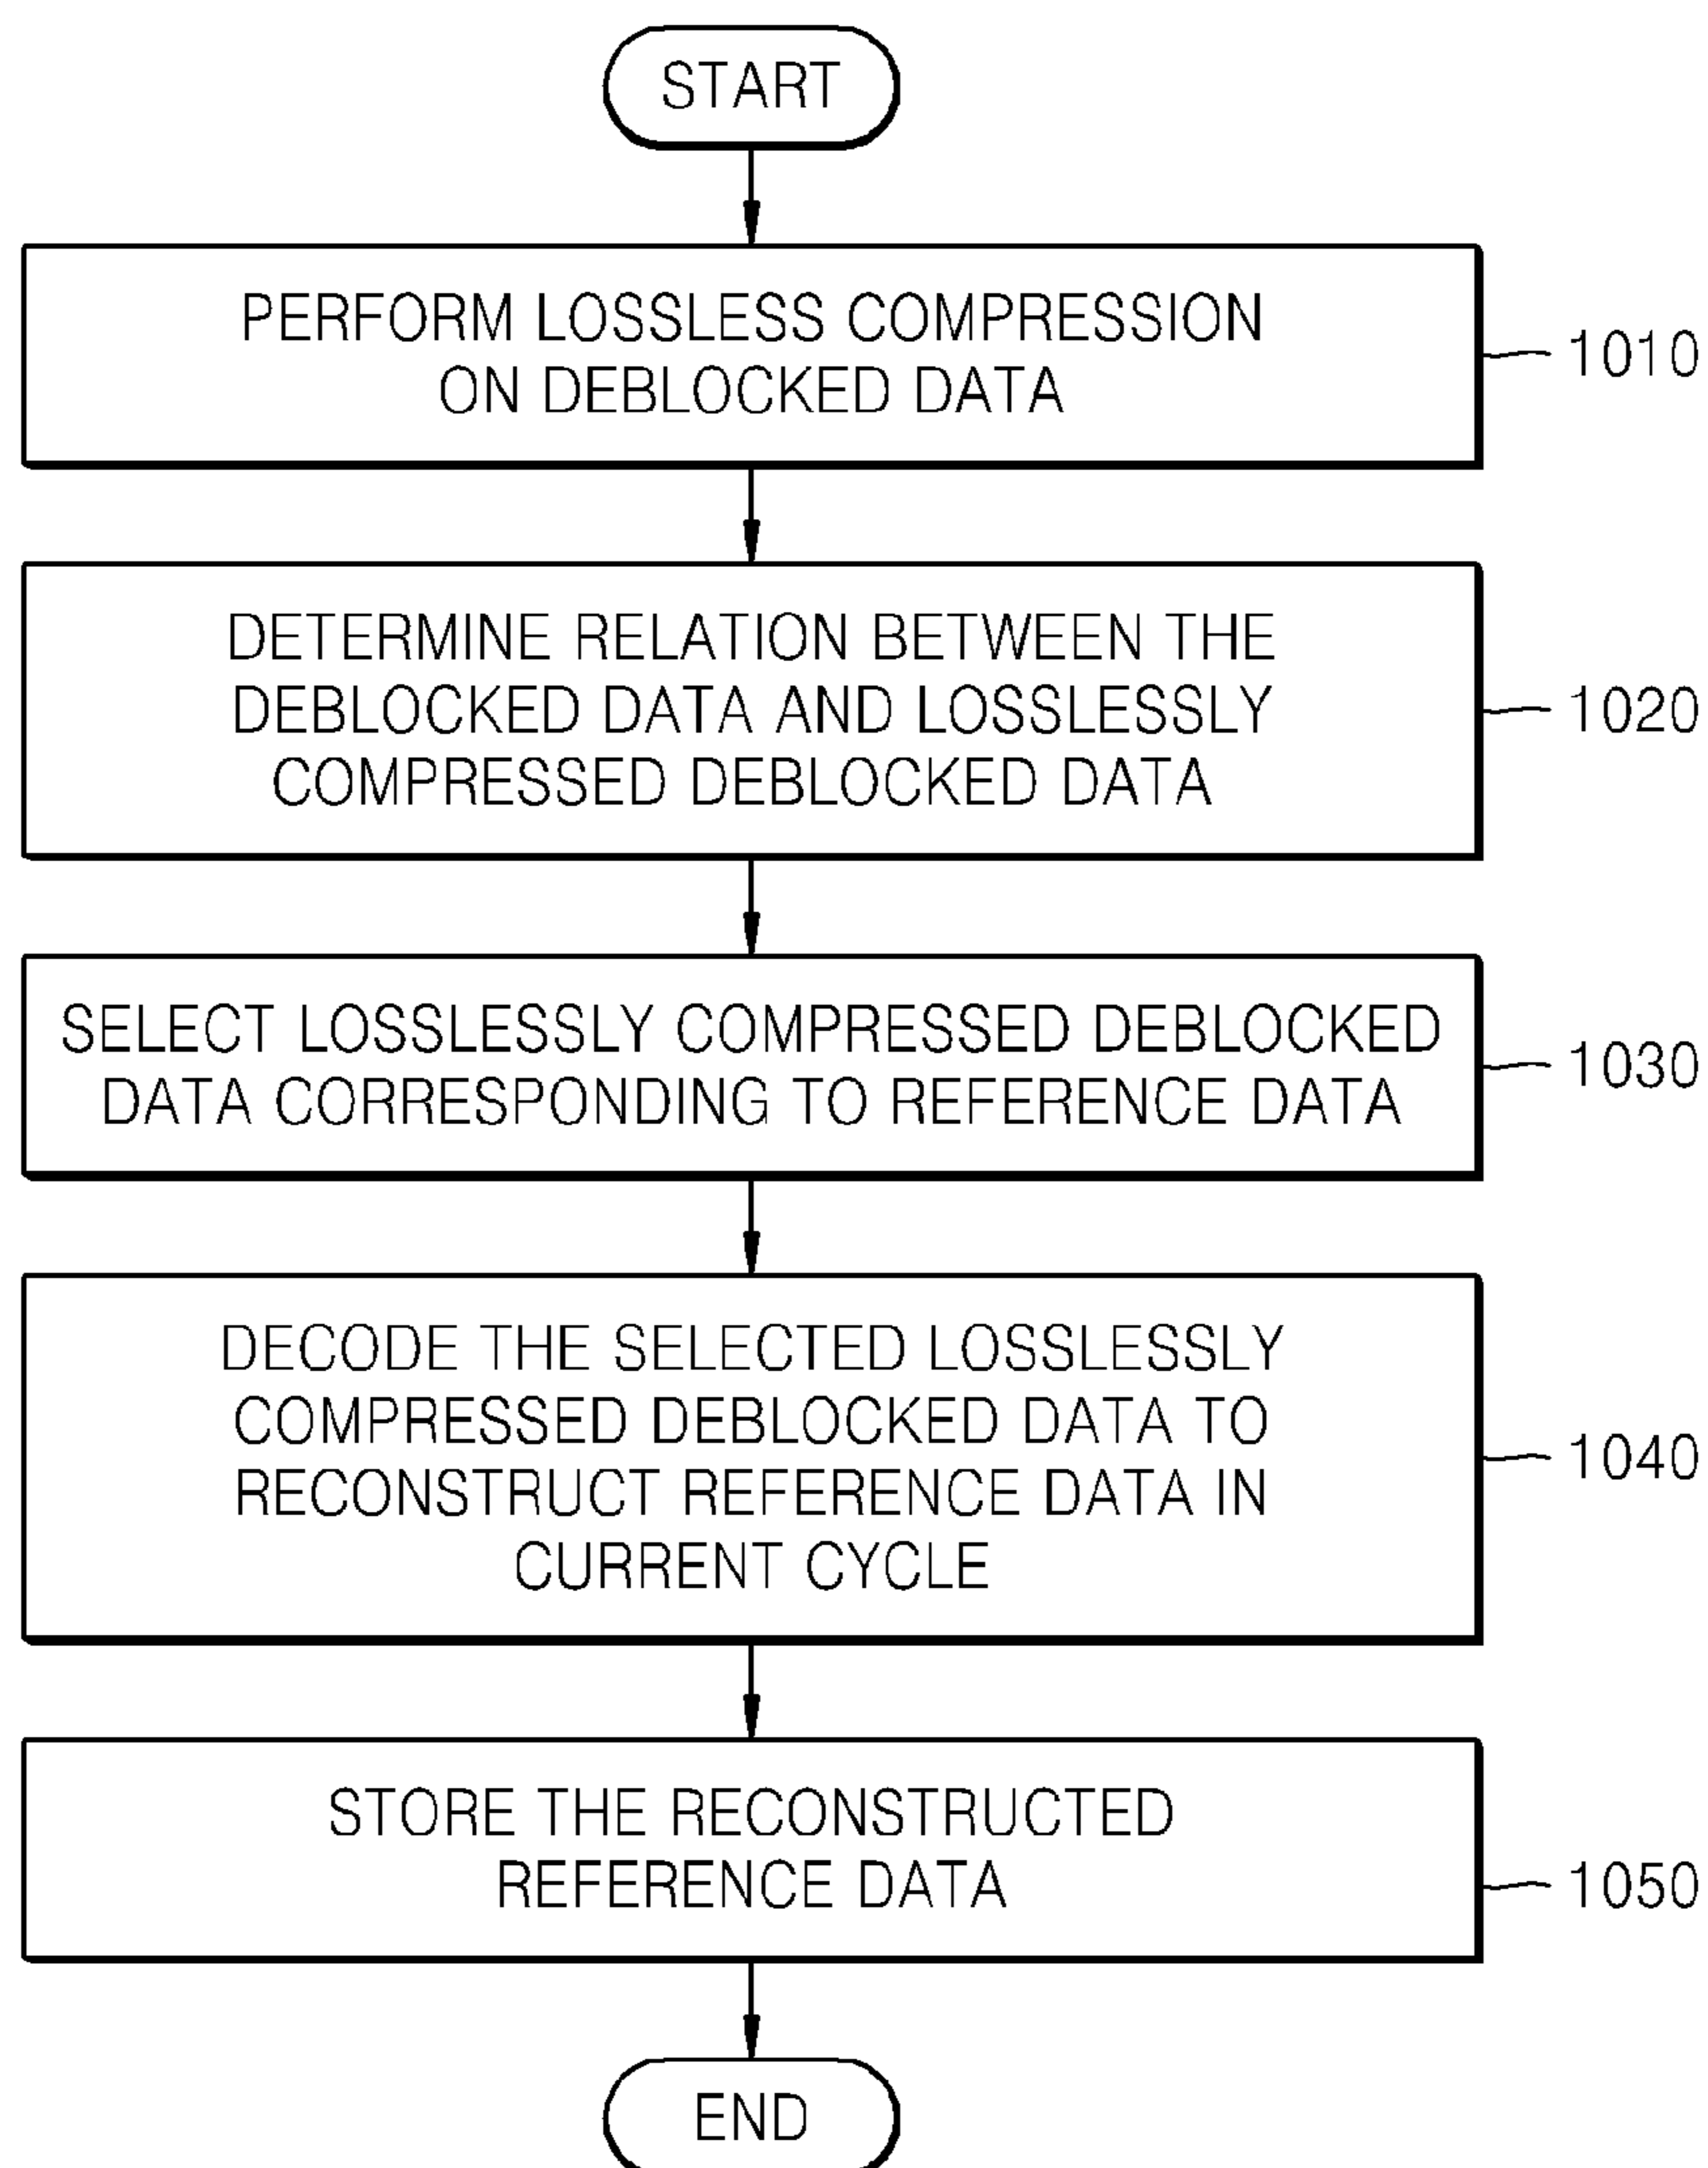 START
PERFORM LOSSLESS COMPRESSION
ON DEBLOCKED DATA
1010
DETERMINE RELATION BETWEEN THE
DEBLOCKED DATA AND LOSSLESSLY
COMPRESSED DEBLOCKED DATA
1020
SELECT LOSSLESSLY COMPRESSED DEBLOCKED
DATA CORRESPONDING TO REFERENCE DATA
1030
DECODE THE SELECTED LOSSLESSLY
COMPRESSED DEBLOCKED DATA TO
RECONSTRUCT REFERENCE DATA IN
CURRENT CYCLE
1040
STORE THE RECONSTRUCTED
REFERENCE DATA
1050
END